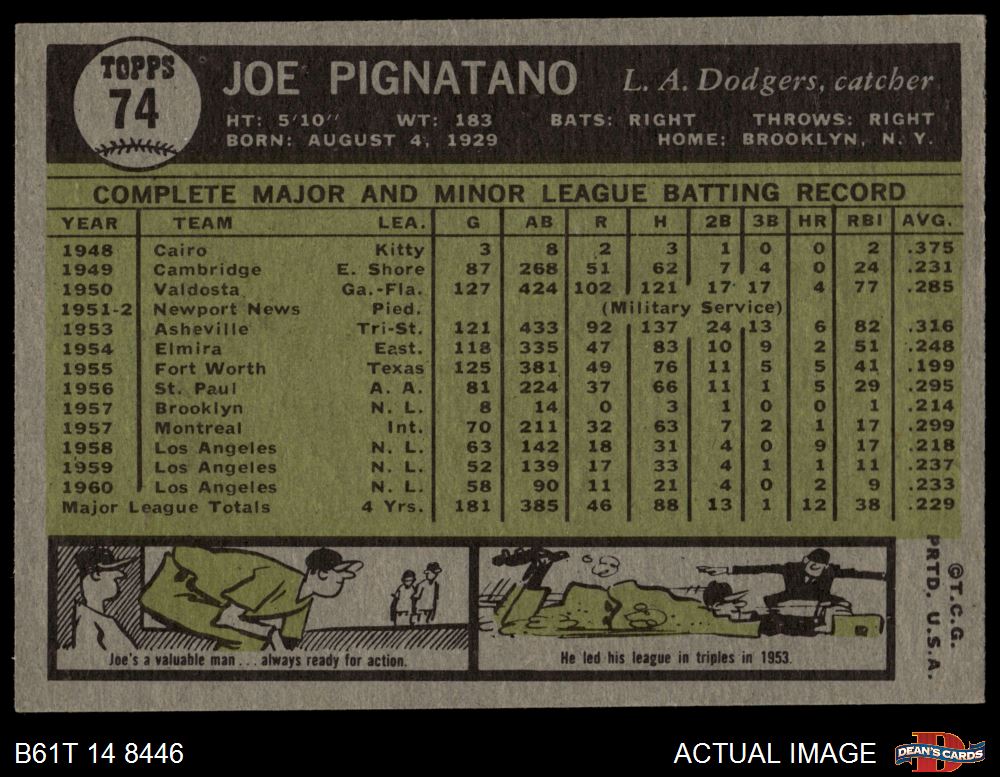 TOPPS
74
JOE PIGNATANO L. A. Dodgers, catcher
HT: 5'10" WT: 183 BATS: RIGHT THROWS: RIGHT
BORN: AUGUST 4, 1929 HOME: BROOKLYN, N. Y.
COMPLETE MAJOR AND MINOR LEAGUE BATTING RECORD
YEAR TEAM LEA. G AB R H 2B 3B HR RBI AVG.
1948 Cairo Kitty 3 8 2 3 1 0 0 2 .375
1949 Cambridge E. Shore 87 268 51 62 7 4 0 24 .231
1950 Valdosta Ga.-Fla. 127 424 102 121 17 17 4 77 .285
1951-2 Newport News Pied. (Military Service)
1953 Asheville Tri-St. 121 433 92 137 24 13 6 82 .316
1954 Elmira East. 118 335 47 83 10 9 2 51 .248
1955 Fort Worth Texas 125 381 49 76 11 5 5 41 .199
1956 St. Paul A. A. 81 224 37 66 11 1 5 29 .295
1957 Brooklyn N. L. 8 14 0 3 1 0 0 1 .214
1957 Montreal Int. 70 211 32 63 7 2 1 17 .299
1958 Los Angeles N. L. 63 142 18 31 4 0 9 17 .218
1959 Los Angeles N. L. 52 139 17 33 4 1 1 11 .237
1960 Los Angeles N. L. 58 90 11 21 4 0 2 9 .233
Major League Totals 4 Yrs. 181 385 46 88 13 1 12 38 .229
Joe's a valuable man . . . always ready for action.
He led his league in triples in 1953.
©T.C.G.
PRTD. U.S.A.
B61T 14 8446
ACTUAL IMAGE
DEAN'S CARDS